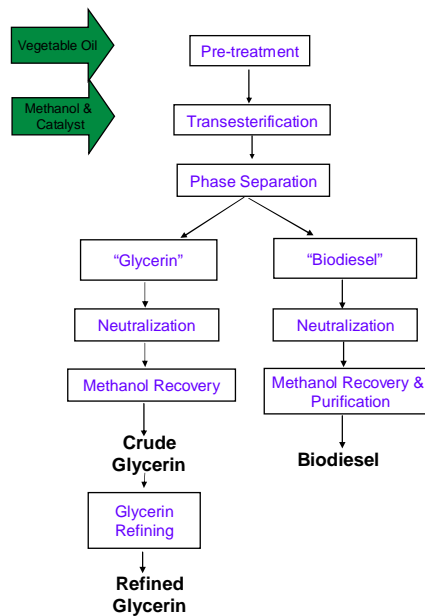 Vegetable Oil
Pre-treatment
Methanol &
Catalyst
Transesterification
Phase Separation
“Glycerin”
“Biodiesel”
Neutralization
Neutralization
Methanol Recovery
Methanol Recovery &
Purification
Crude
Glycerin
Biodiesel
Glycerin
Refining
Refined
Glycerin